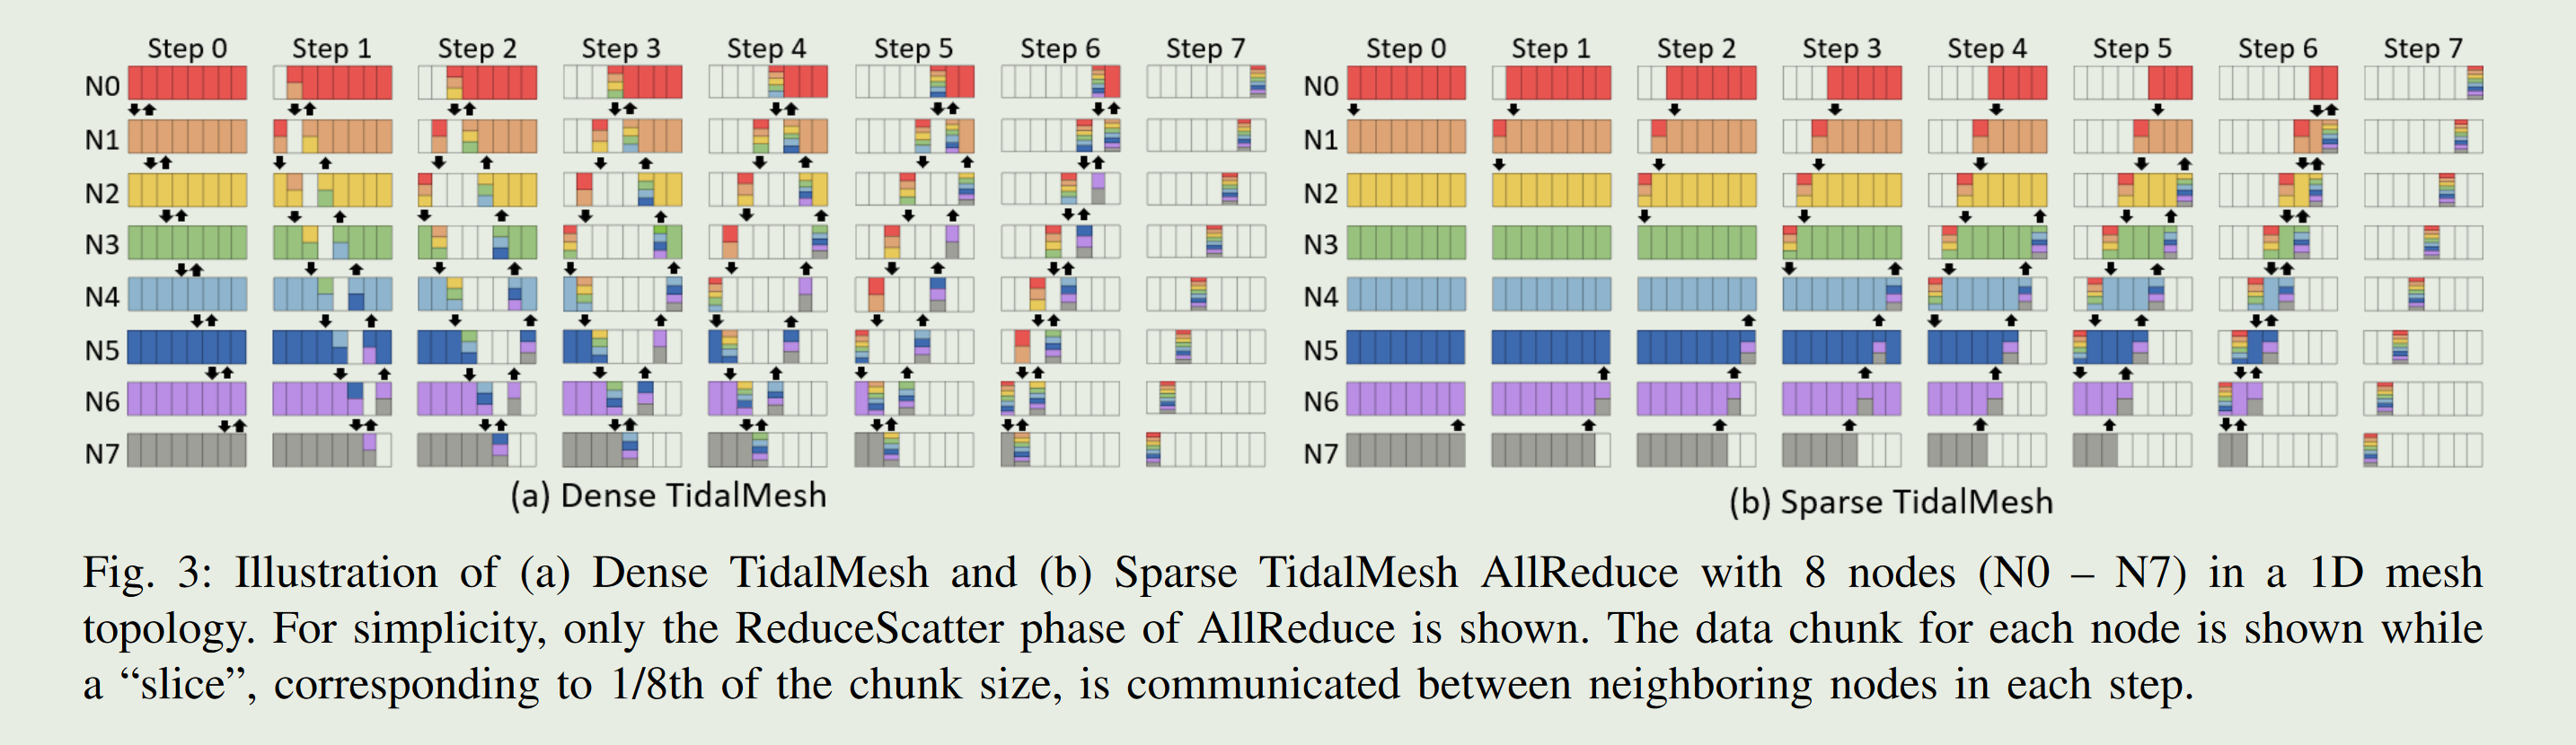 Step 0 Step 1 Step 2 Step 3 Step 4 Step 5 Step 6 Step 7
N0
N1
N2
N3
N4
N5
N6
N7
(a) Dense TidalMesh
Step 0 Step 1 Step 2 Step 3 Step 4 Step 5 Step 6 Step 7
N0
N1
N2
N3
N4
N5
N6
N7
(b) Sparse TidalMesh
Fig. 3: Illustration of (a) Dense TidalMesh and (b) Sparse TidalMesh AllReduce with 8 nodes (N0 – N7) in a 1D mesh
topology. For simplicity, only the ReduceScatter phase of AllReduce is shown. The data chunk for each node is shown while
a “slice”, corresponding to 1/8th of the chunk size, is communicated between neighboring nodes in each step.